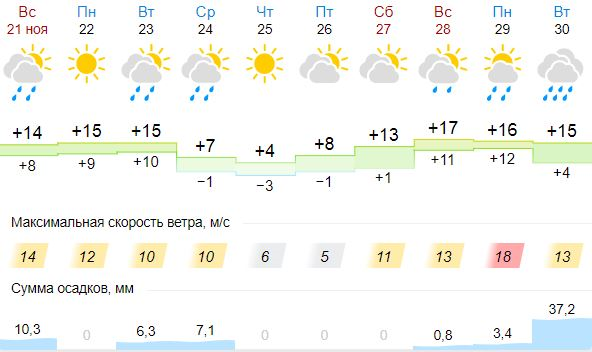 Вс Пн Вт Ср Чт Пт Сб Вс Пн Вт
21 ноя 22 23 24 25 26 27 28 29 30
+14 +15 +15 +7 +4 +8 +13 +17 +16 +15
+8 +9 +10 −1 −3 −1 +1 +11 +12 +4
Максимальная скорость ветра, м/с
14 12 10 10 6 5 11 13 18 13
Сумма осадков, мм
10,3 0 6,3 7,1 0 0 0 0,8 3,4 37,2